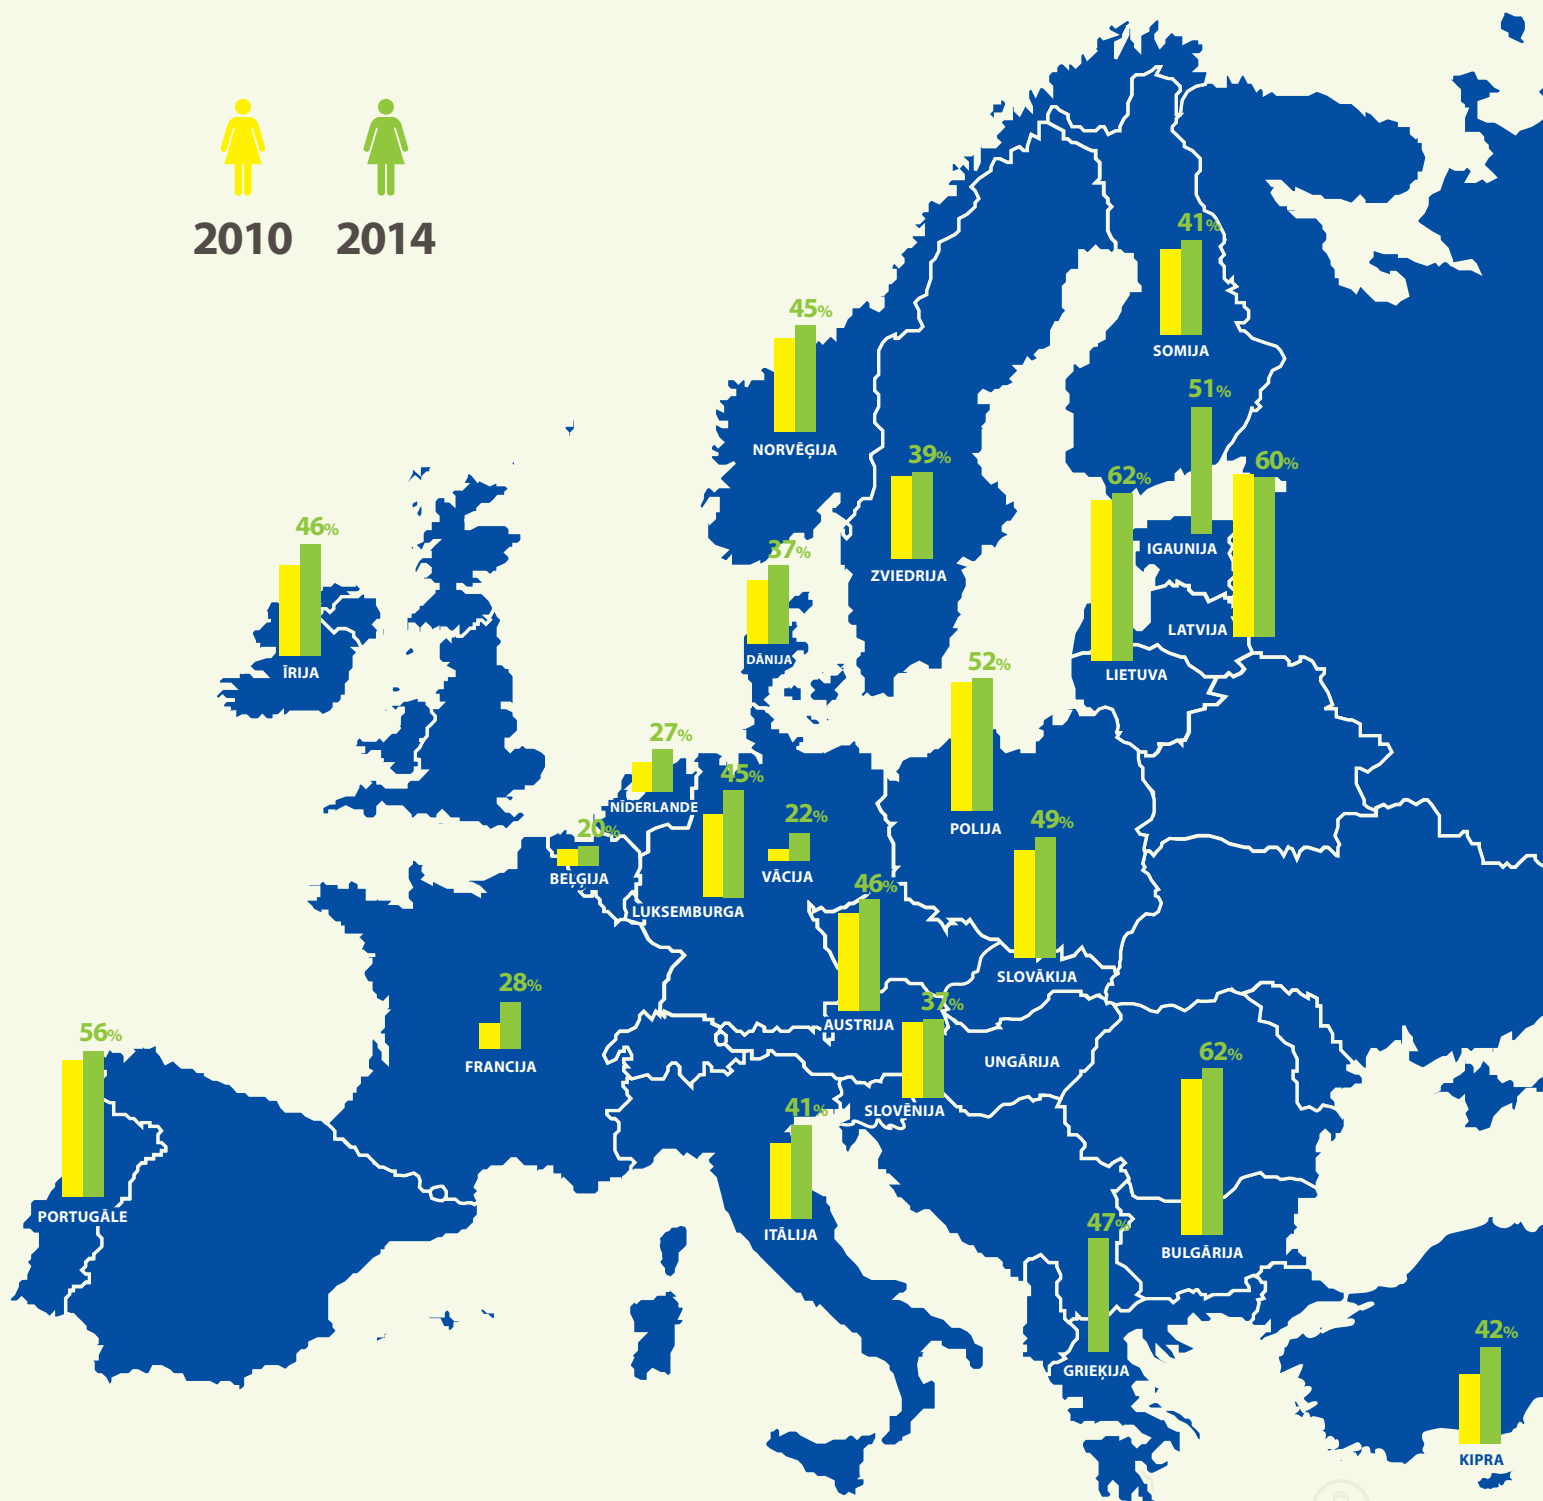 2010
2014
41%
SOMIJA
45%
NORVĒĢIJA
51%
IGAUNIJA
39%
ZVIEDRIJA
62%
LIETUVA
60%
LATVIJA
46%
ĪRIJA
37%
DĀNIJA
52%
POLIJA
27%
NĪDERLANDE
45%
LUKSEMBURGA
22%
VĀCIJA
20%
BEĻĢIJA
49%
SLOVĀKIJA
46%
AUSTRIJA
28%
FRANCIJA
37%
SLOVĒNIJA
UNGĀRIJA
56%
PORTUGĀLE
62%
BULGĀRIJA
41%
ITĀLIJA
47%
GRIEĶIJA
42%
KIPRA